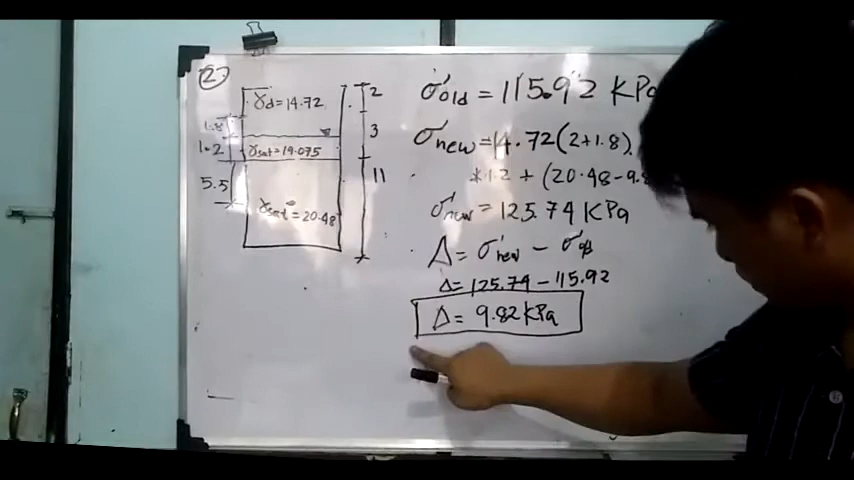 ②
γd = 14.72
1.8
1.2
γsat = 19.075
5.5
γsat = 20.48
2
3
11
σ'old = 115.92 KPa
σ'new = 14.72(2+1.8)
*1.2 + (20.48-9.8
σ'new = 125.74 KPa
Δ = σ'new - σ'old
Δ = 125.74 - 115.92
Δ = 9.82 KPa